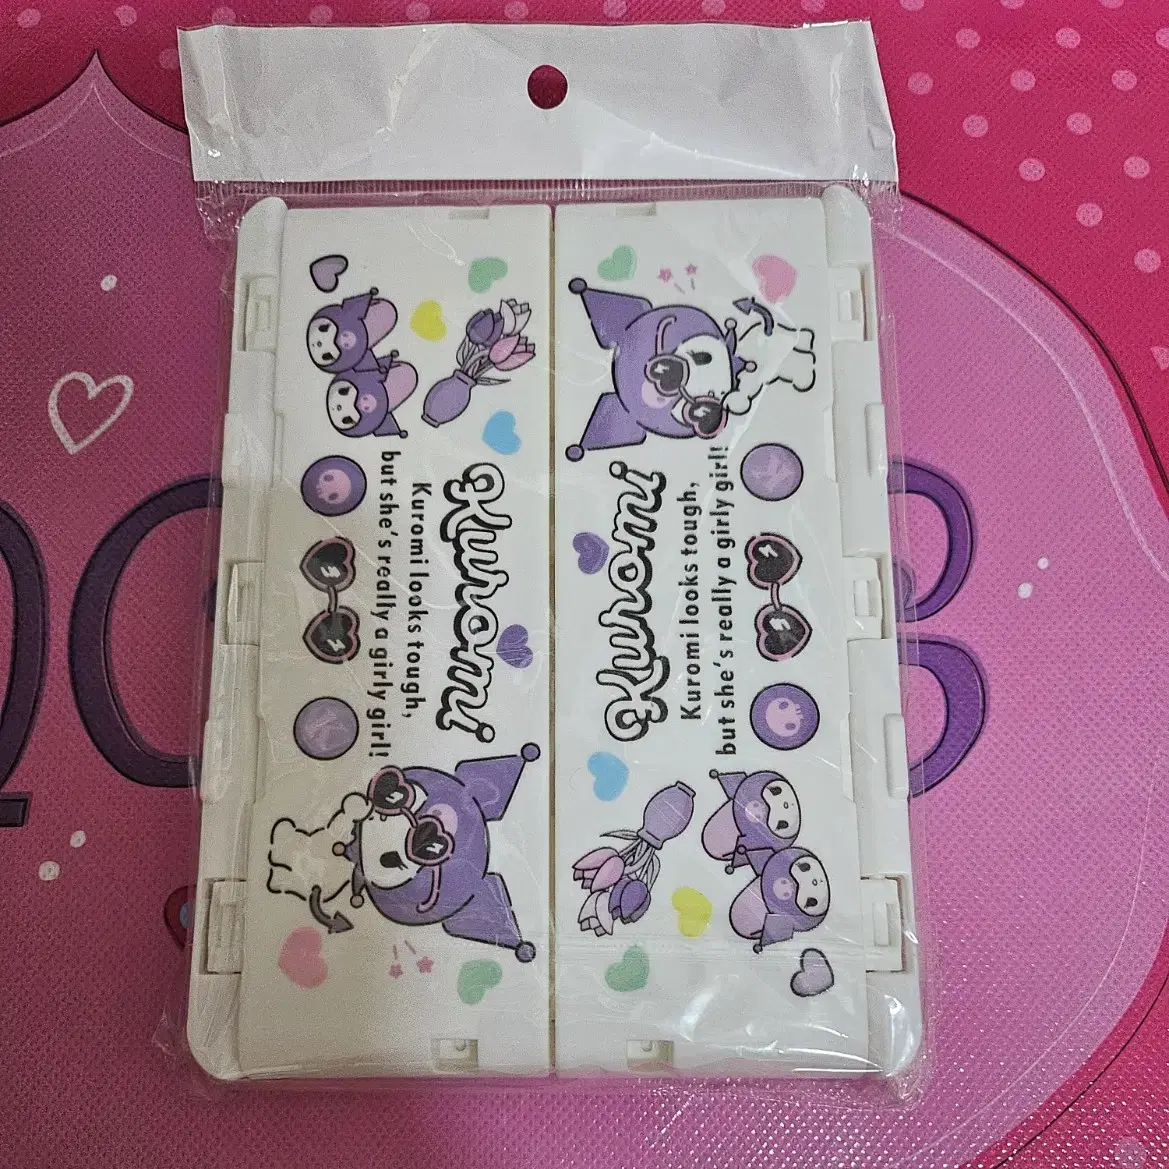 Kuromi
Kuromi looks tough,
but she's really a girly girl!
Kuromi
Kuromi looks tough,
but she's really a girly girl!